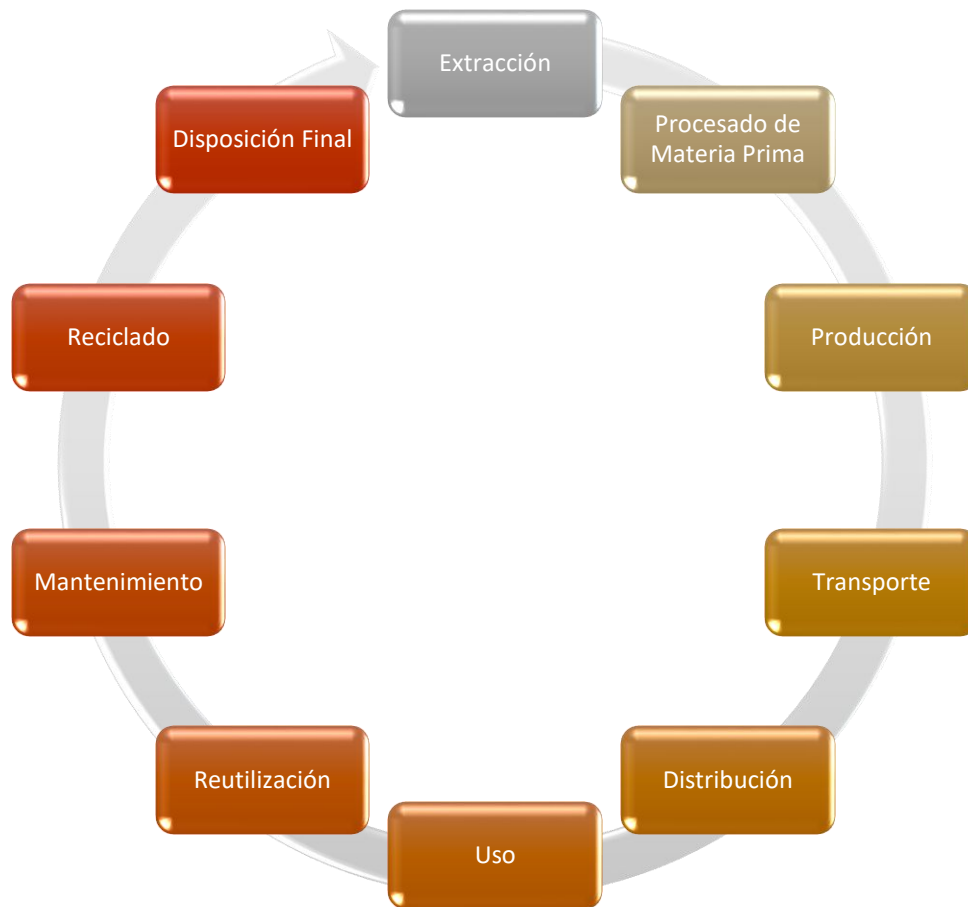 Extracción
Procesado de
Materia Prima
Producción
Transporte
Distribución
Uso
Reutilización
Mantenimiento
Reciclado
Disposición Final